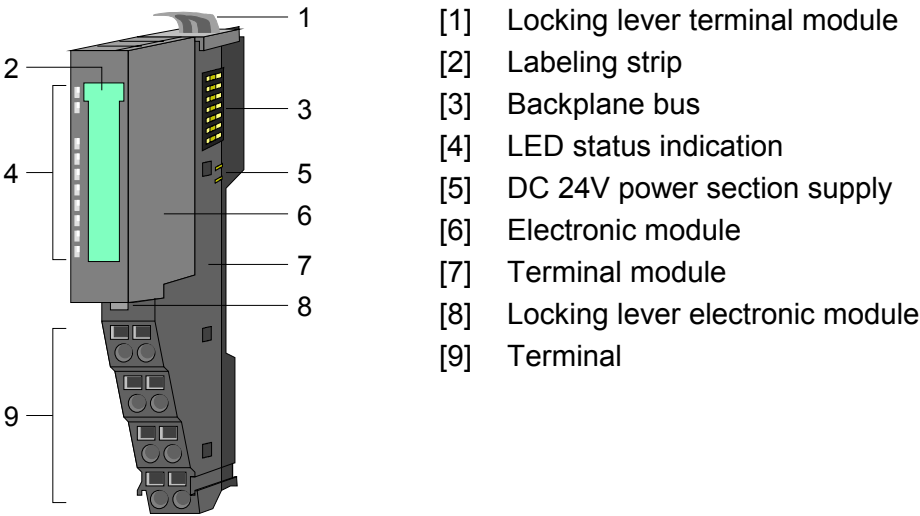 1
2
3
4
5
6
7
8
9
[1] Locking lever terminal module
[2] Labeling strip
[3] Backplane bus
[4] LED status indication
[5] DC 24V power section supply
[6] Electronic module
[7] Terminal module
[8] Locking lever electronic module
[9] Terminal